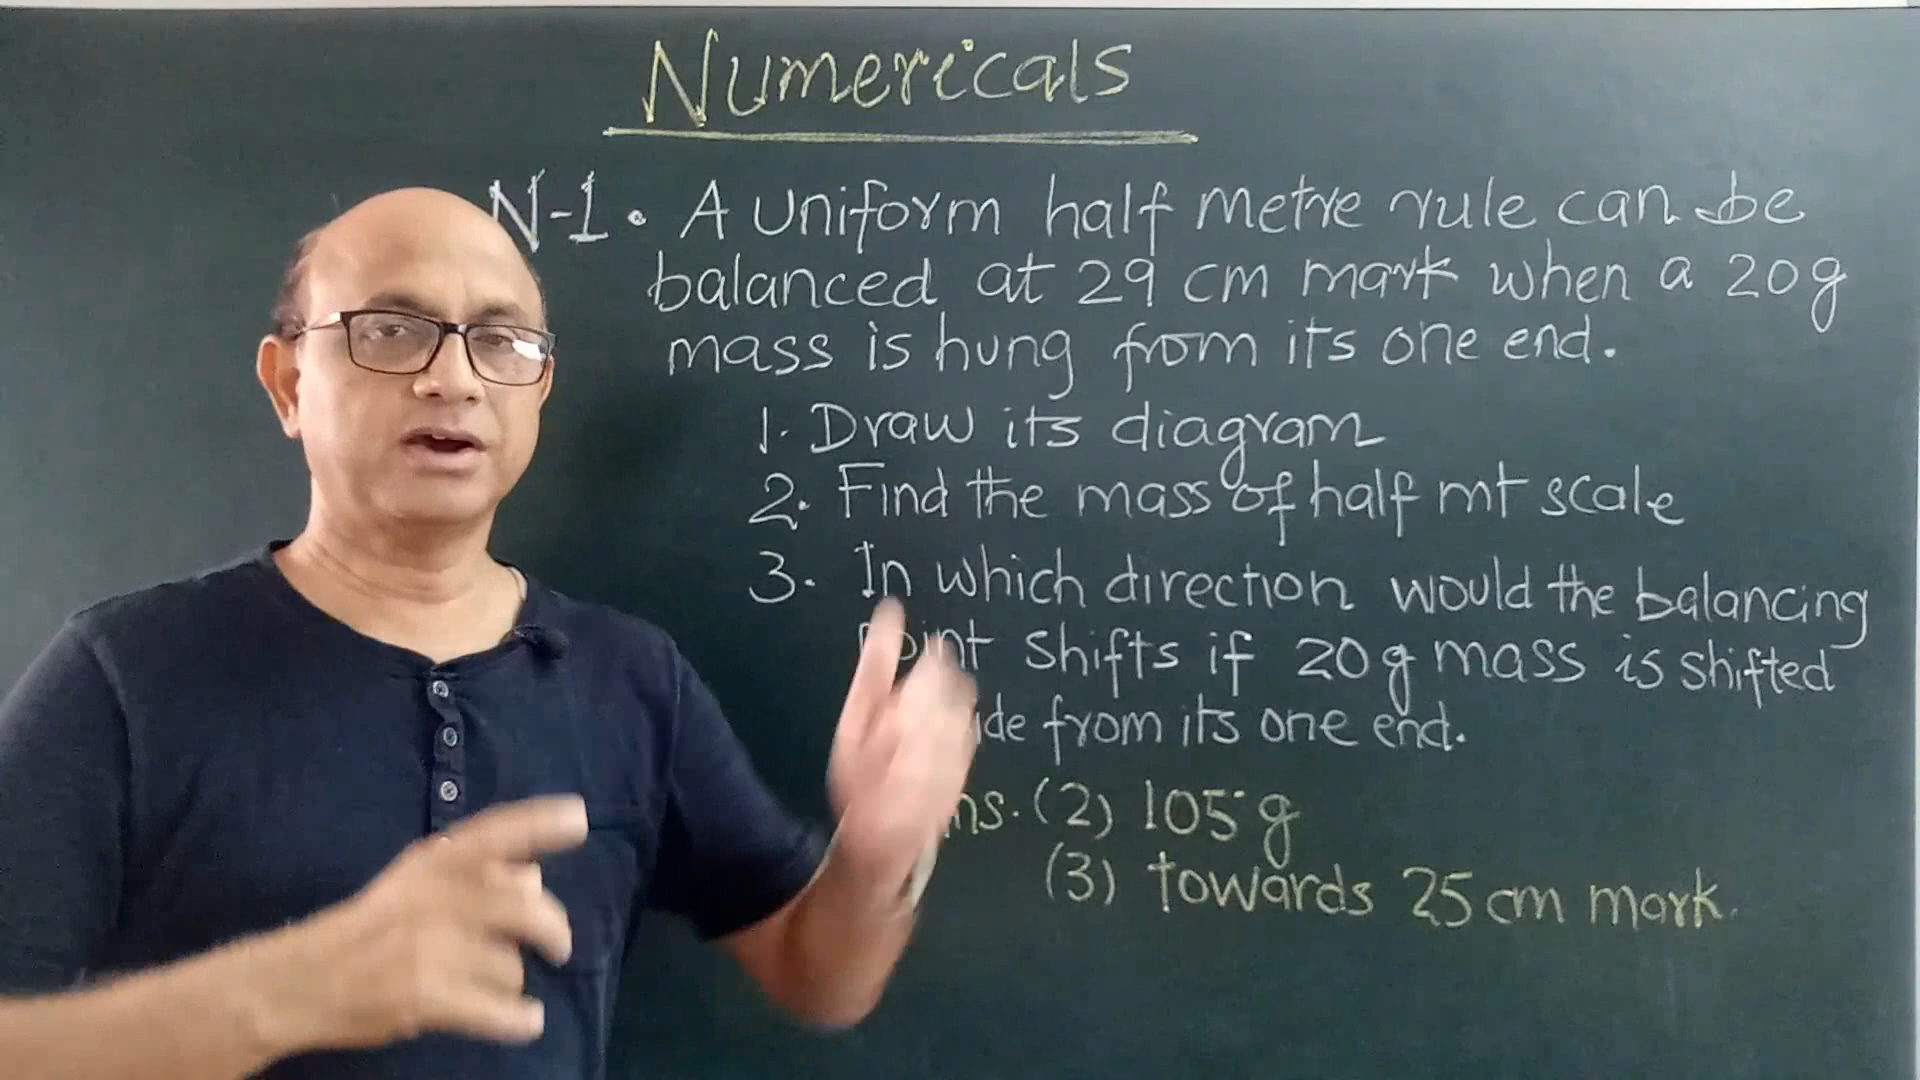 Numericals
N-1. A uniform half metre rule can be
balanced at 29 cm mark when a 20g
mass is hung from its one end.
1. Draw its diagram
2. Find the mass of half mt scale
3. In which direction would the balancing
point shifts if 20g mass is shifted
from its one end.
(2) 105 g
(3) towards 25 cm mark.